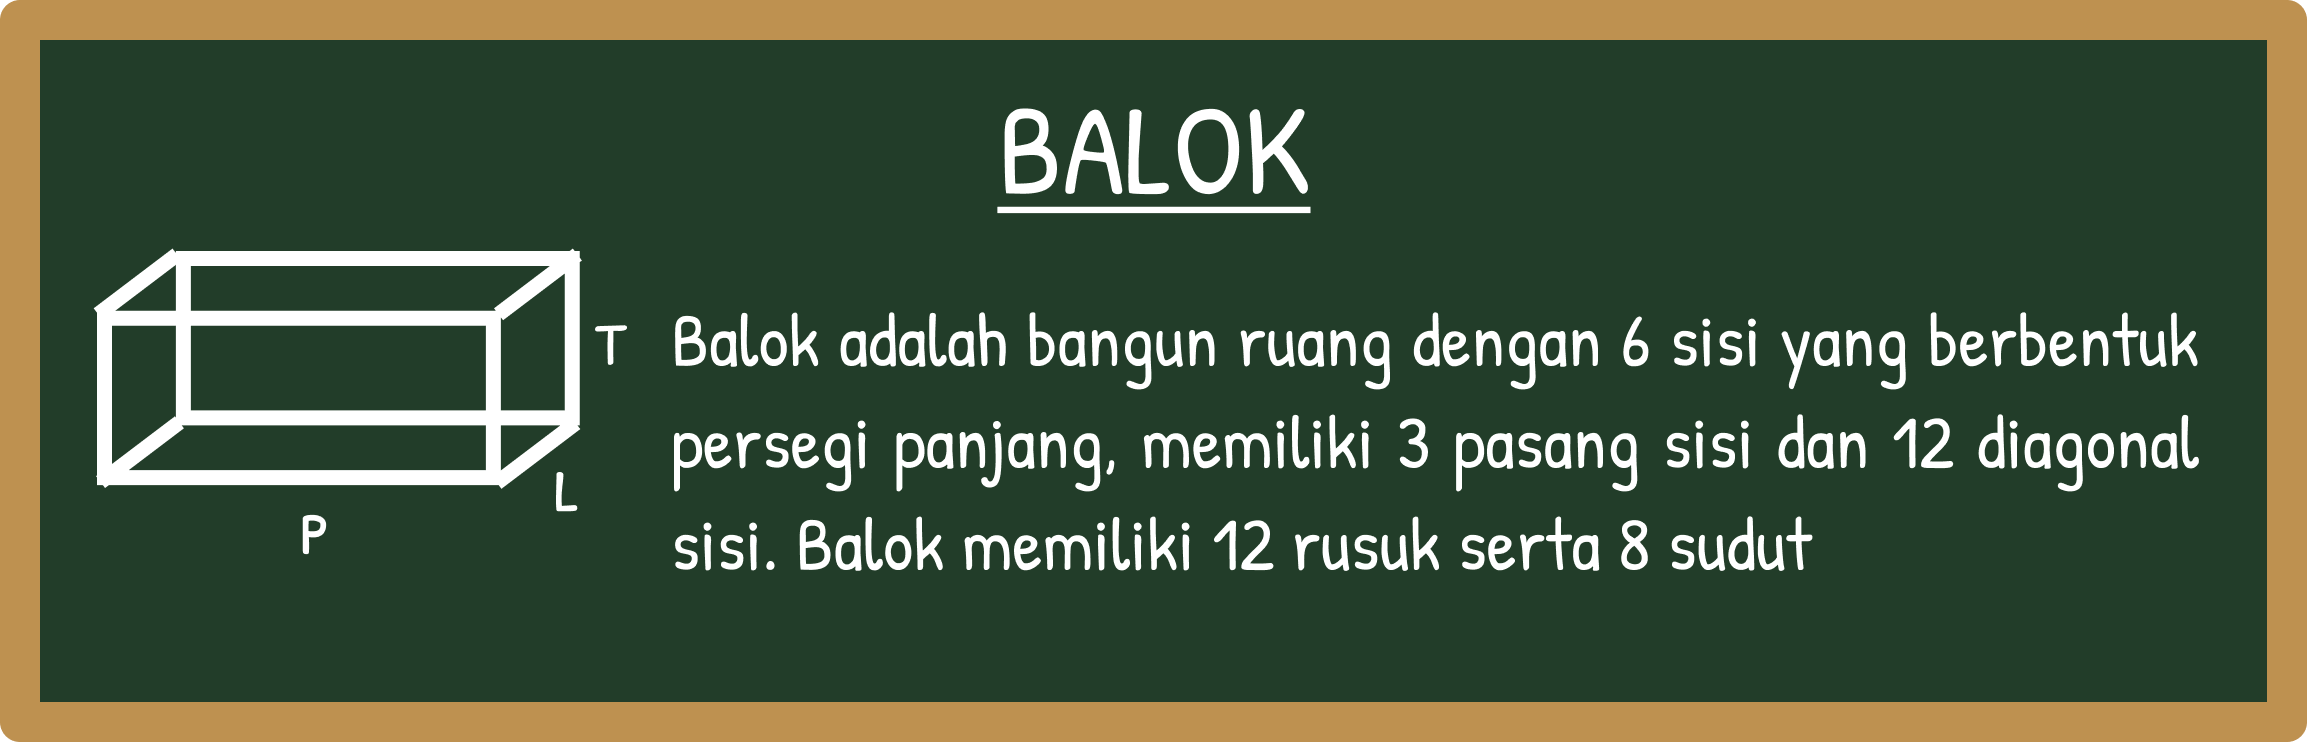 BALOK
T
L
P
Balok adalah bangun ruang dengan 6 sisi yang berbentuk
persegi panjang, memiliki 3 pasang sisi dan 12 diagonal
sisi. Balok memiliki 12 rusuk serta 8 sudut